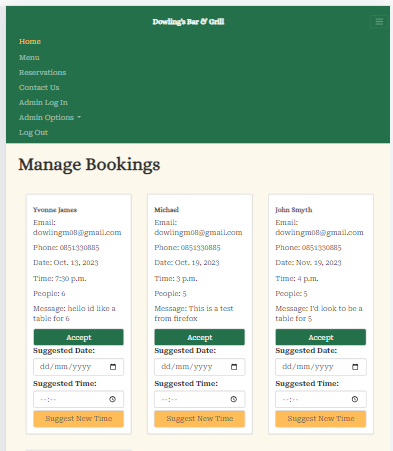 Dowling's Bar & Grill
Home
Menu
Reservations
Contact Us
Admin Log In
Admin Options
Log Out
Manage Bookings
Yvonne James
Email:
dowlingm08@gmail.com
Phone: 0851330885
Date: Oct. 13, 2023
Time: 7:30 p.m.
People: 6
Message: hello id like a
table for 6
Accept
Suggested Date:
dd/mm/yyyy
Suggested Time:
--:--
Suggest New Time
Michael
Email:
dowlingm08@gmail.com
Phone: 0851330885
Date: Oct. 19, 2023
Time: 3 p.m.
People: 5
Message: This is a test
from firefox
Accept
Suggested Date:
dd/mm/yyyy
Suggested Time:
--:--
Suggest New Time
John Smyth
Email:
dowlingm08@gmail.com
Phone: 0851330885
Date: Nov. 19, 2023
Time: 4 p.m.
People: 5
Message: I'd look to be a
table for 5
Accept
Suggested Date:
dd/mm/yyyy
Suggested Time:
--:--
Suggest New Time